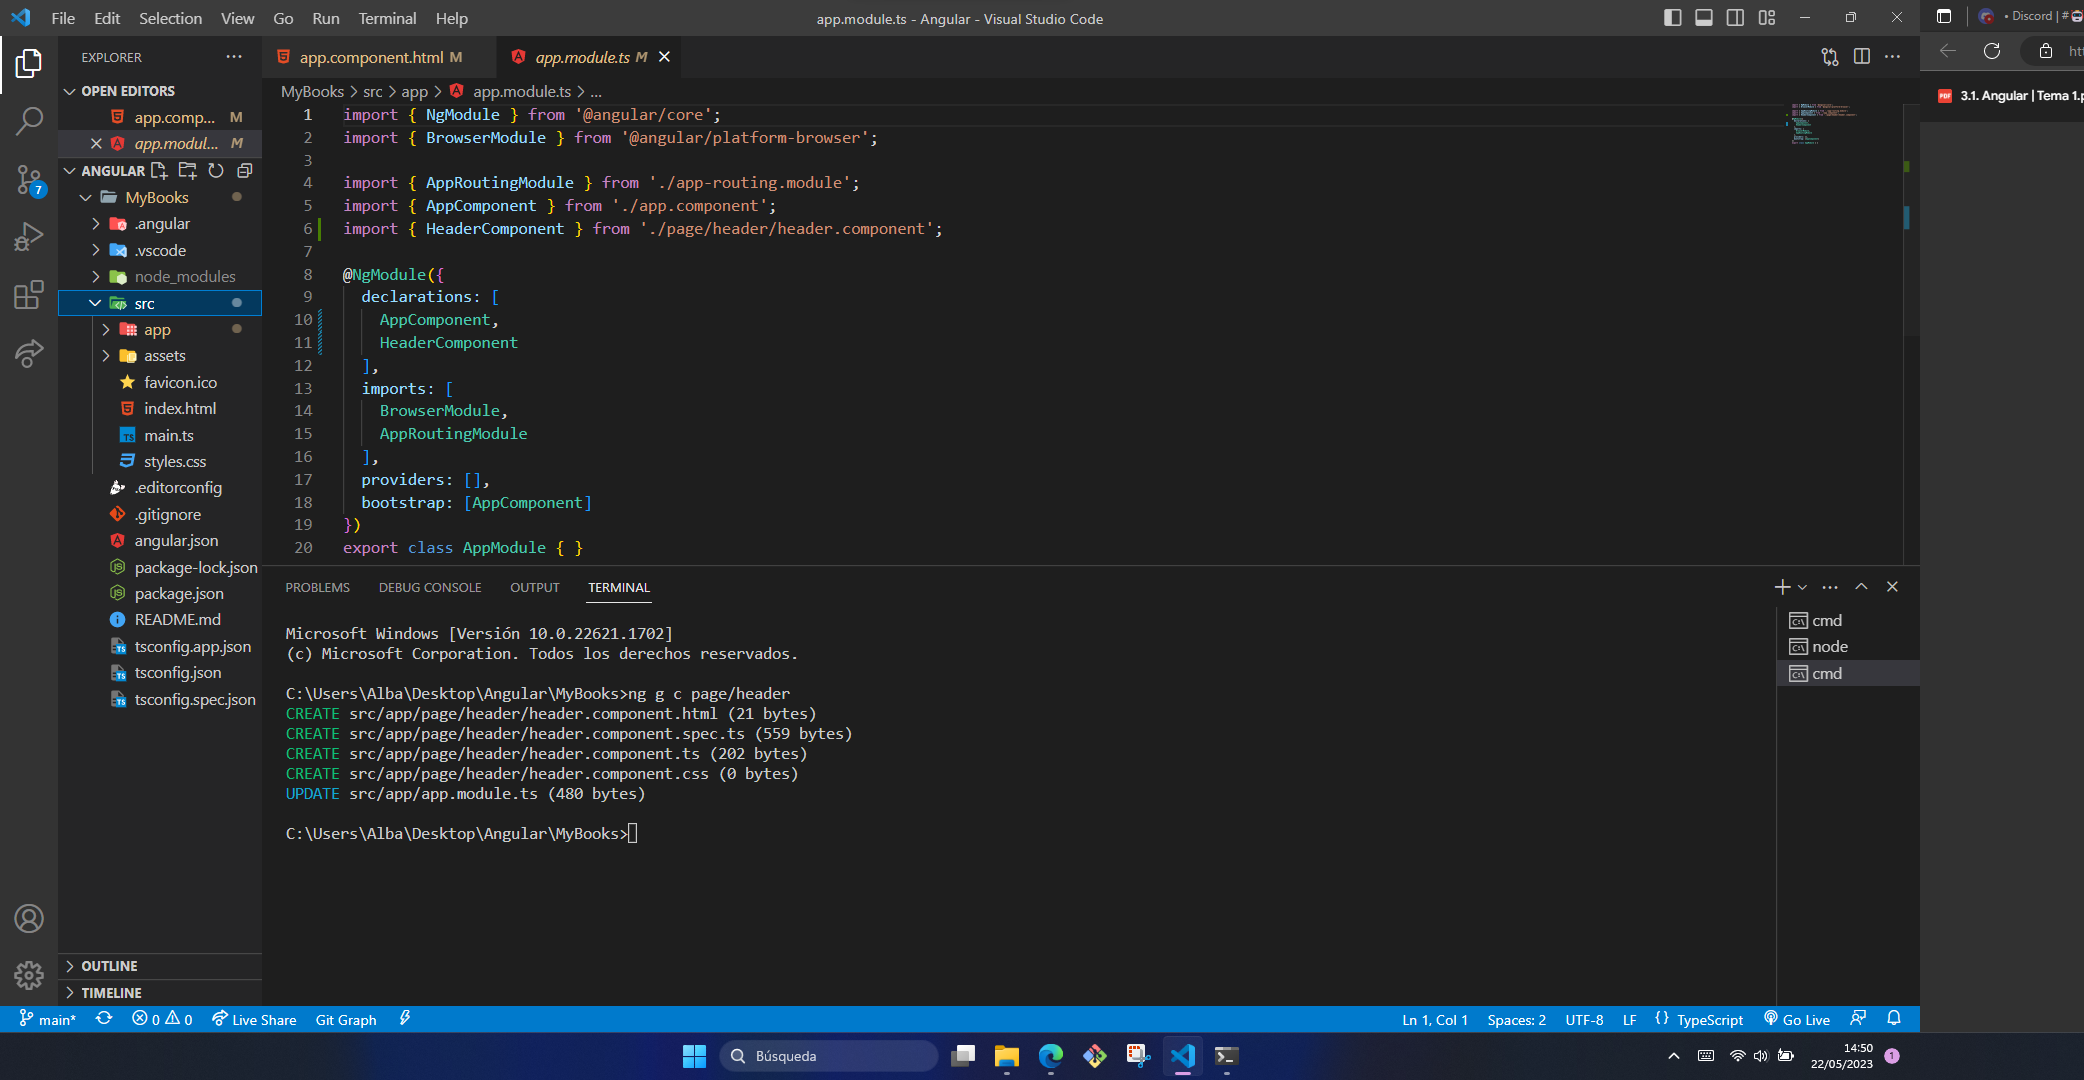 File Edit Selection View Go Run Terminal Help
app.module.ts - Angular - Visual Studio Code
• Discord | #
EXPLORER
app.component.html M
app.module.ts M
3.1. Angular | Tema 1.p
OPEN EDITORS
app.comp... M
app.modul... M
ANGULAR
MyBooks
.angular
.vscode
node_modules
src
app
assets
favicon.ico
index.html
main.ts
styles.css
.editorconfig
.gitignore
angular.json
package-lock.json
package.json
README.md
tsconfig.app.json
tsconfig.json
tsconfig.spec.json
OUTLINE
TIMELINE
7
MyBooks > src > app > app.module.ts > ...
1 import { NgModule } from '@angular/core';
2 import { BrowserModule } from '@angular/platform-browser';
3
4 import { AppRoutingModule } from './app-routing.module';
5 import { AppComponent } from './app.component';
6 import { HeaderComponent } from './page/header/header.component';
7
8 @NgModule({
9 declarations: [
10 AppComponent,
11 HeaderComponent
12 ],
13 imports: [
14 BrowserModule,
15 AppRoutingModule
16 ],
17 providers: [],
18 bootstrap: [AppComponent]
19 })
20 export class AppModule { }
PROBLEMS DEBUG CONSOLE OUTPUT TERMINAL
Microsoft Windows [Versión 10.0.22621.1702]
(c) Microsoft Corporation. Todos los derechos reservados.
C:\Users\Alba\Desktop\Angular\MyBooks>ng g c page/header
CREATE src/app/page/header/header.component.html (21 bytes)
CREATE src/app/page/header/header.component.spec.ts (559 bytes)
CREATE src/app/page/header/header.component.ts (202 bytes)
CREATE src/app/page/header/header.component.css (0 bytes)
UPDATE src/app/app.module.ts (480 bytes)
C:\Users\Alba\Desktop\Angular\MyBooks>
cmd
node
cmd
main* 0 0 Live Share Git Graph
Ln 1, Col 1 Spaces: 2 UTF-8 LF {} TypeScript Go Live
Búsqueda
14:50
22/05/2023
1